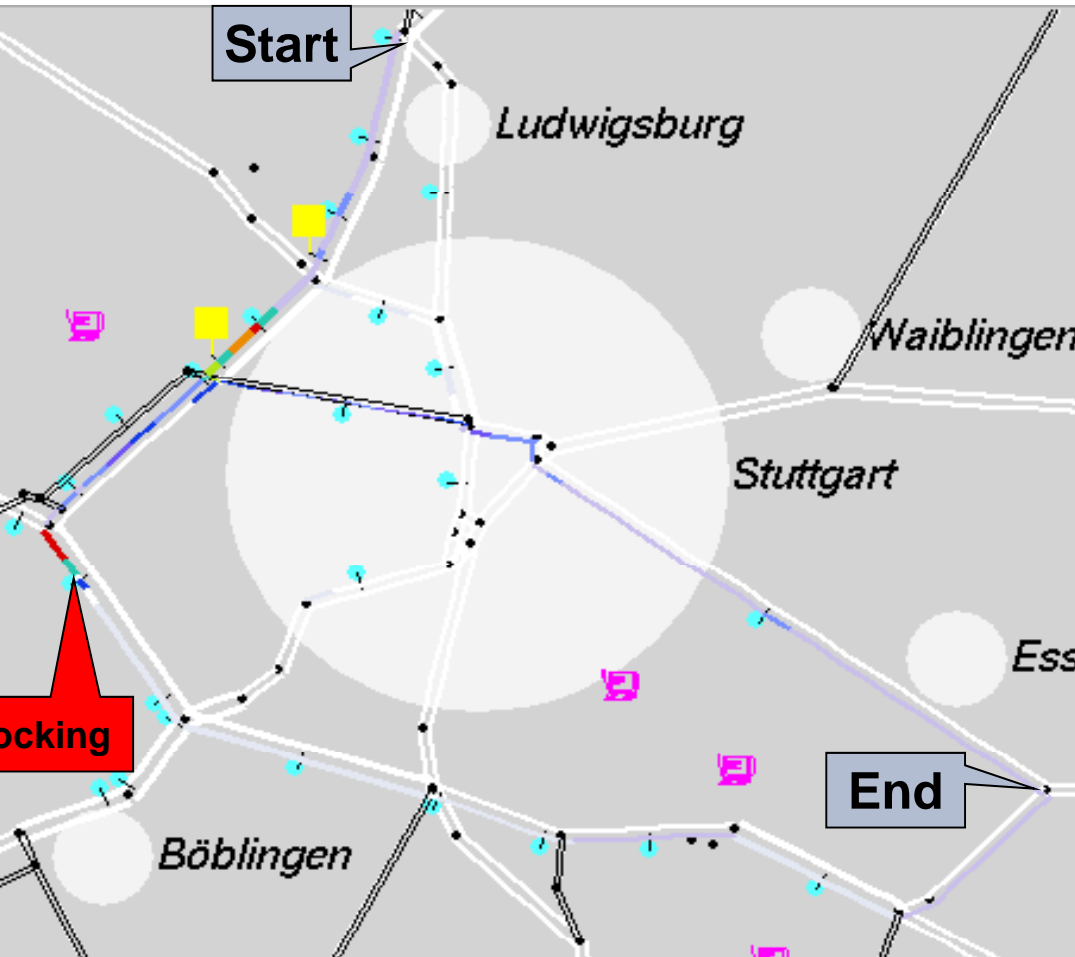 Start
Ludwigsburg
Waiblingen
Stuttgart
Ess
ocking
End
Böblingen